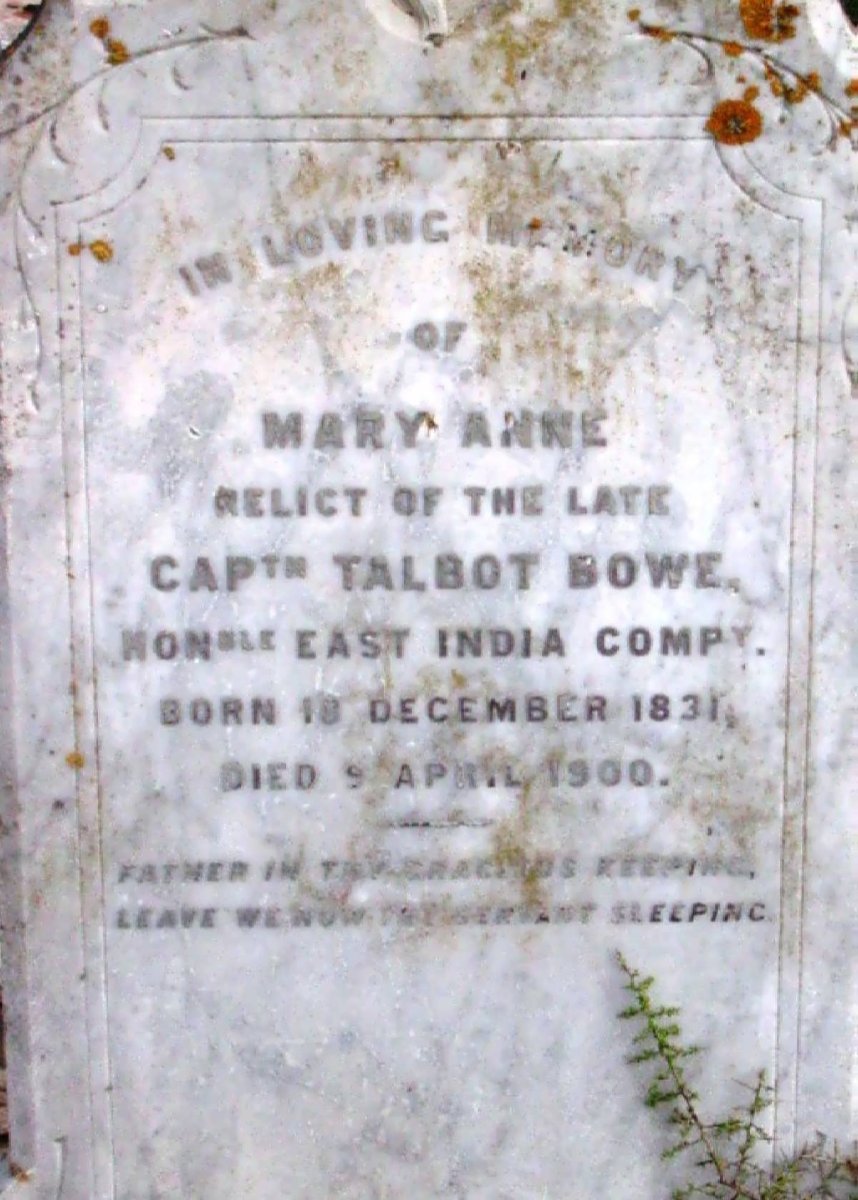 IN LOVING MEMORY
OF
MARY ANNE
RELICT OF THE LATE
CAPTN TALBOT BOWE,
HONBLE EAST INDIA COMPY.
BORN 18 DECEMBER 1831,
DIED 9 APRIL 1900.
FATHER IN THY GRACIOUS KEEPING,
LEAVE WE NOW THY SERVANT SLEEPING.